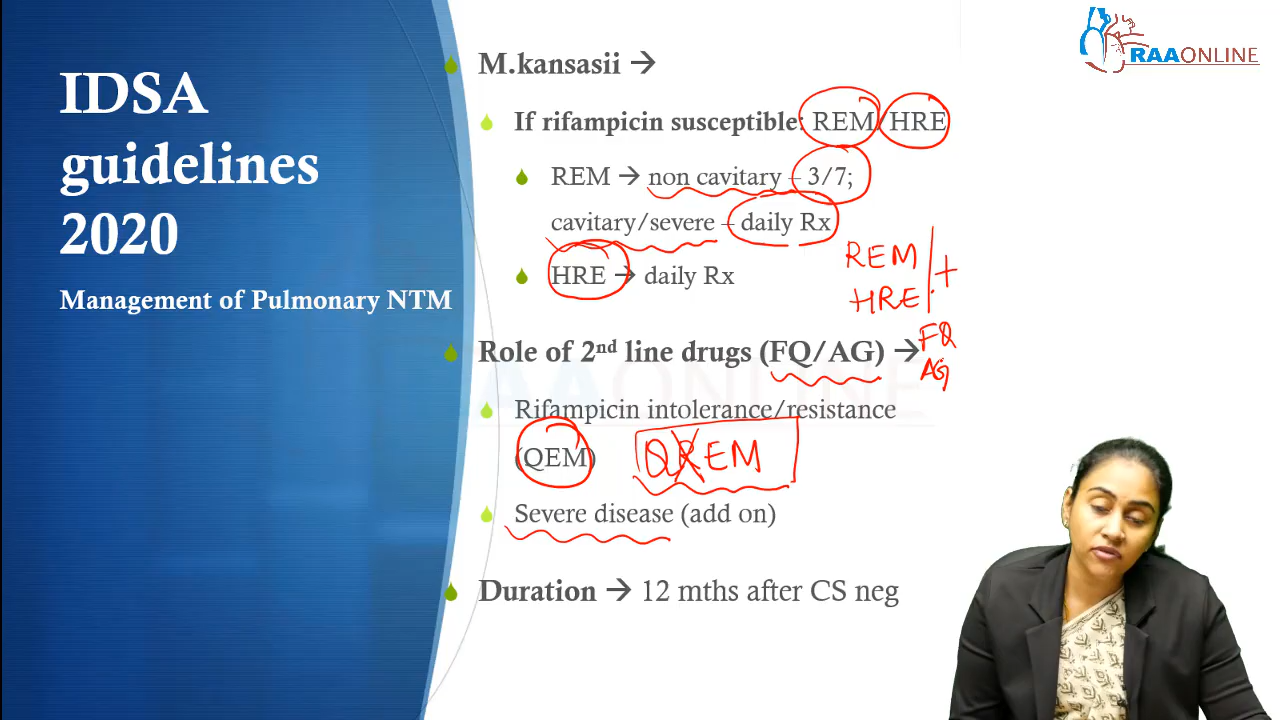 IDSA
guidelines
2020
Management of Pulmonary NTM
RAAONLINE
M.kansasii →
If rifampicin susceptible: REM/HRE
REM → non cavitary – 3/7;
cavitary/severe – daily Rx
HRE → daily Rx
REM
HRE +
Role of 2nd line drugs (FQ/AG) →
FQ
AG
Rifampicin intolerance/resistance
(QEM)
QREM
Severe disease (add on)
Duration → 12 mths after CS neg